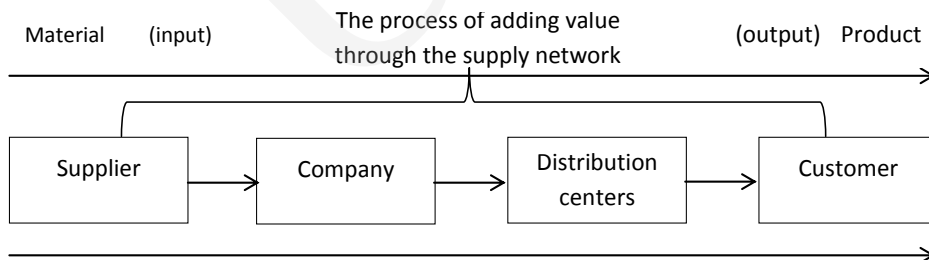 The process of adding value
Material (input) (output) Product
through the supply network
Supplier
Company
Distribution
centers
Customer